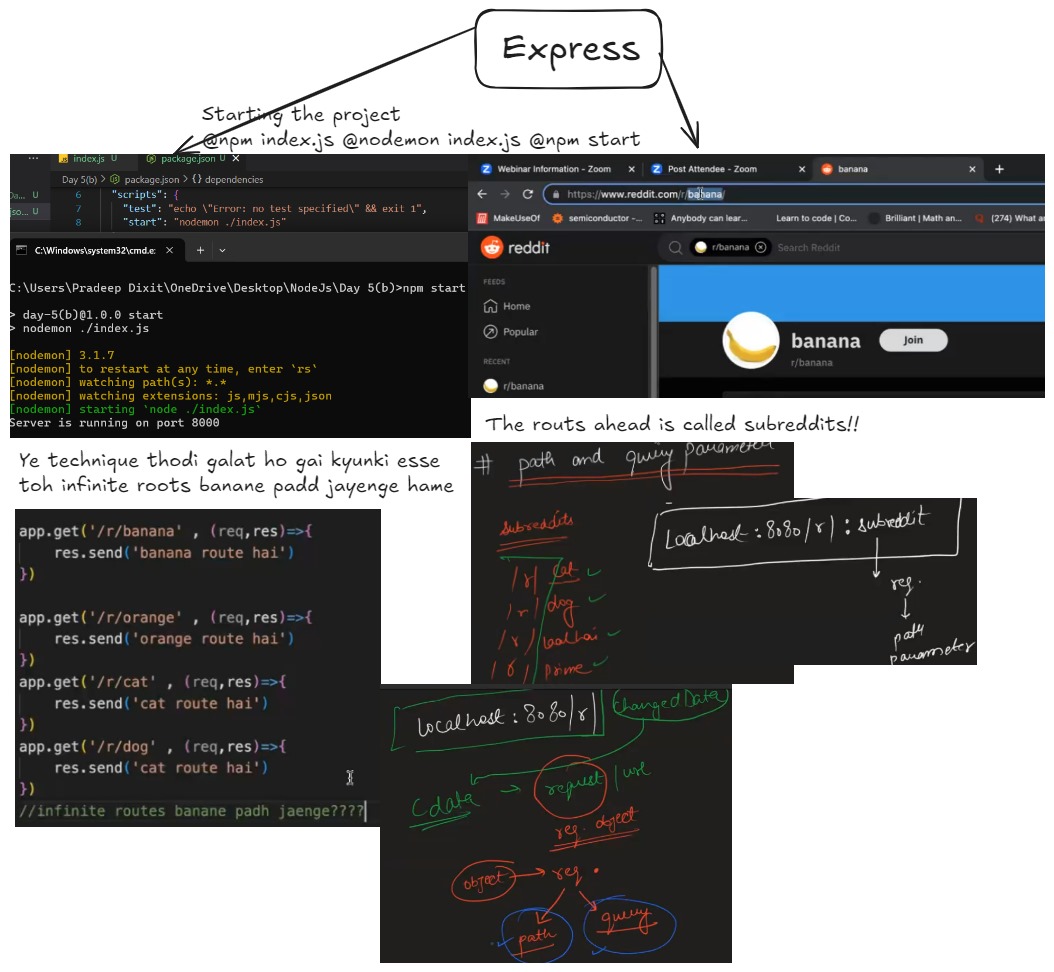 Express
Starting the project
@npm index.js @nodemon index.js @npm start
index.js U
package.json U
Day 5(b) > package.json > {} dependencies
6 "scripts": {
7 "test": "echo \"Error: no test specified\" && exit 1",
8 "start": "nodemon ./index.js"
C:\Windows\system32\cmd.e:
C:\Users\Pradeep Dixit\OneDrive\Desktop\NodeJs\Day 5(b)>npm start
> day-5(b)@1.0.0 start
> nodemon ./index.js
[nodemon] 3.1.7
[nodemon] to restart at any time, enter `rs`
[nodemon] watching path(s): *.*
[nodemon] watching extensions: js,mjs,cjs,json
[nodemon] starting `node ./index.js`
Server is running on port 8000
Webinar Information - Zoom
Post Attendee - Zoom
banana
https://www.reddit.com/r/banana/
MakeUseOf
semiconductor -...
Anybody can lear...
Learn to code | Co...
Brilliant | Math an...
(274) What ar
reddit
r/banana
Search Reddit
FEEDS
Home
Popular
RECENT
r/banana
banana
Join
r/banana
The routs ahead is called subreddits!!
Ye technique thodi galat ho gai kyunki esse
toh infinite roots banane padd jayenge hame
app.get('/r/banana' , (req,res)=>{
res.send('banana route hai')
})
app.get('/r/orange' , (req,res)=>{
res.send('orange route hai')
})
app.get('/r/cat' , (req,res)=>{
res.send('cat route hai')
})
app.get('/r/dog' , (req,res)=>{
res.send('cat route hai')
})
//infinite routes banane padh jaenge????
# path and query parameter
subreddits
/r/ cat
/r/ dog
/r/
/r/ prime
Localhost : 8080/r/ : subreddit
req.
path
parameter
localhost : 8080/r/
changedData
Cdata → request / url
req. object
object → req .
path
query